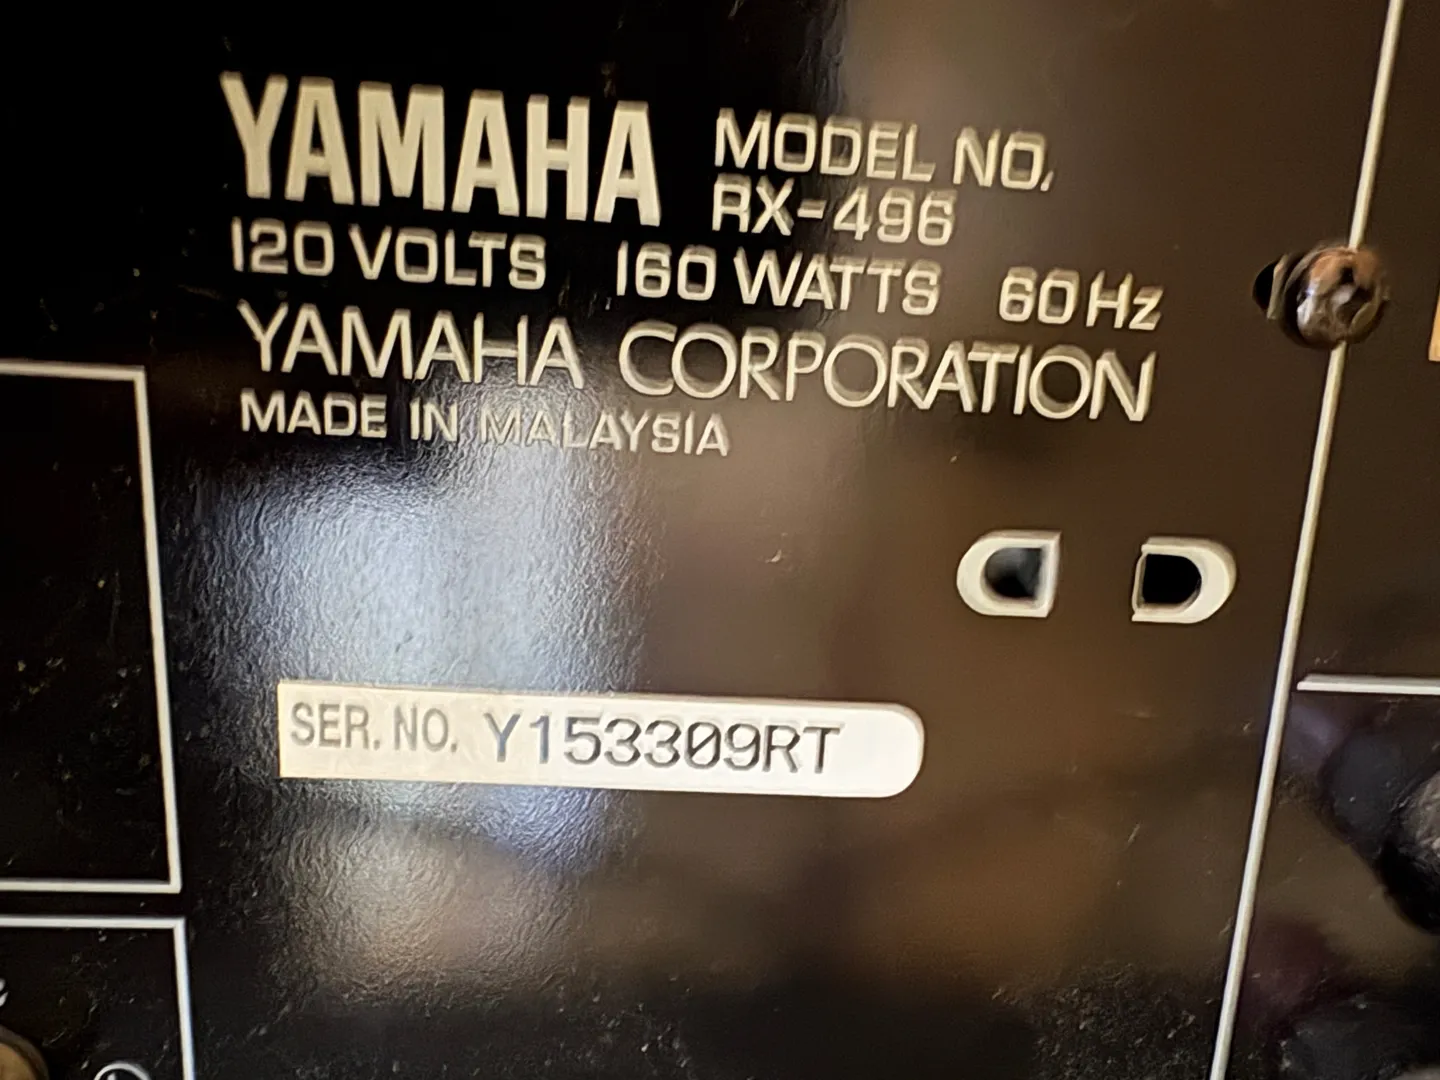 YAMAHA MODEL NO.
RX-496
120 VOLTS 160 WATTS 60Hz
YAMAHA CORPORATION
MADE IN MALAYSIA
SER. NO. Y153309RT